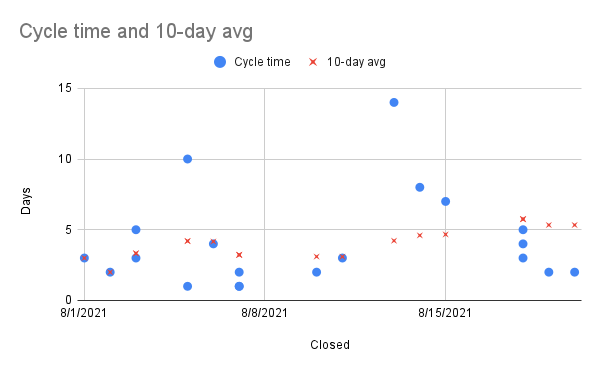 Cycle time and 10-day avg
Cycle time 10-day avg
15
10
5
0
Days
8/1/2021 8/8/2021 8/15/2021
Closed